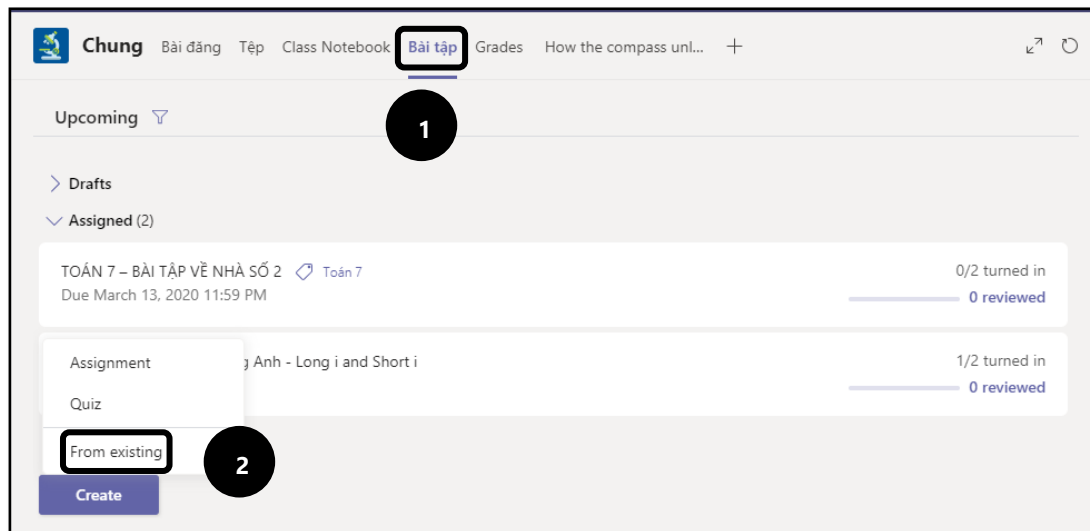 Chung Bài đăng Tệp Class Notebook Bài tập Grades How the compass unl... +
1
Upcoming
Drafts
Assigned (2)
TOÁN 7 – BÀI TẬP VỀ NHÀ SỐ 2 Toán 7 0/2 turned in
Due March 13, 2020 11:59 PM 0 reviewed
Anh - Long i and Short i 1/2 turned in
0 reviewed
Assignment
Quiz
From existing
2
Create